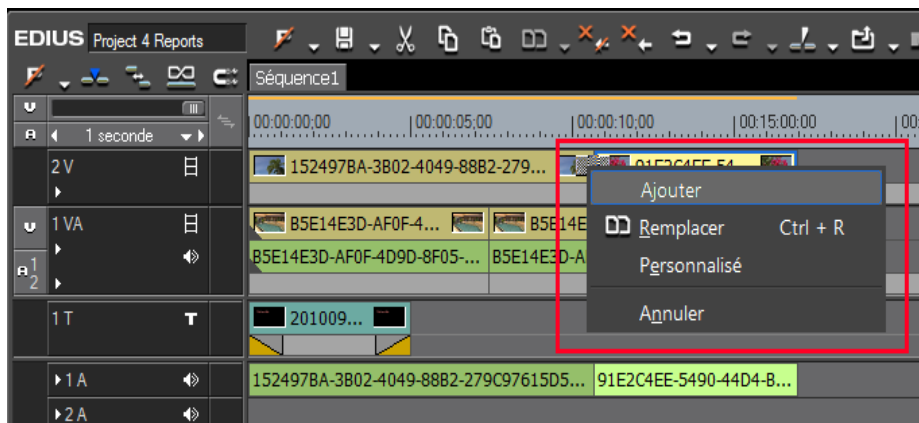 EDIUS Project 4 Reports
Séquence1
1 seconde
00:00:00;00 00:00:05;00 00:00:10;00 00:15:00:00 00:
2 V 152497BA-3B02-4049-88B2-279... 91E2C4EE-54...
1 VA B5E14E3D-AF0F-4... B5E14E
B5E14E3D-AF0F-4D9D-8F05-... B5E14E3D-A
1 2
1 T T 201009...
1 A 152497BA-3B02-4049-88B2-279C97615D5... 91E2C4EE-5490-44D4-B...
2 A
Ajouter
Remplacer Ctrl + R
Personnalisé
Annuler